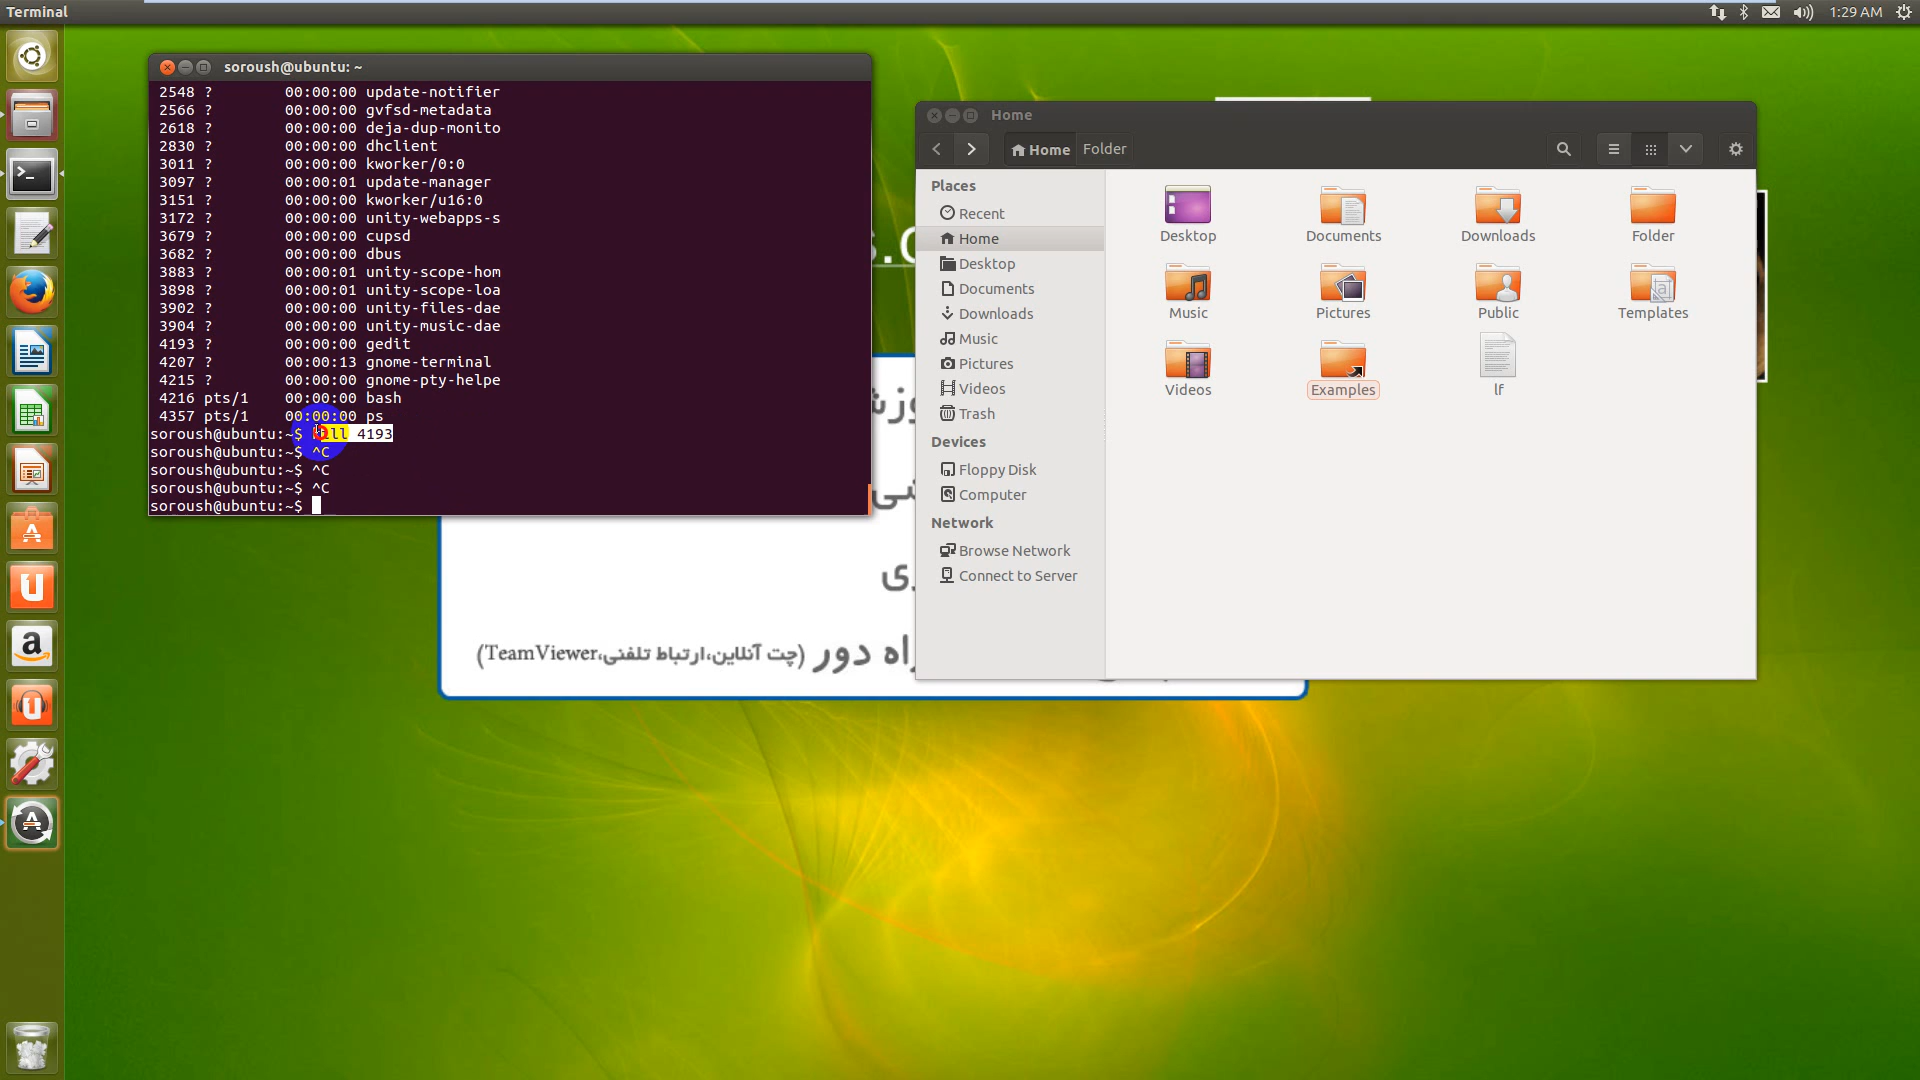 Terminal
1:29 AM
soroush@ubuntu: ~
2548 ? 00:00:00 update-notifier
2566 ? 00:00:00 gvfsd-metadata
2618 ? 00:00:00 deja-dup-monito
2830 ? 00:00:00 dhclient
3011 ? 00:00:00 kworker/0:0
3097 ? 00:00:01 update-manager
3151 ? 00:00:00 kworker/u16:0
3172 ? 00:00:00 unity-webapps-s
3679 ? 00:00:00 cupsd
3682 ? 00:00:00 dbus
3883 ? 00:00:01 unity-scope-hom
3898 ? 00:00:01 unity-scope-loa
3902 ? 00:00:00 unity-files-dae
3904 ? 00:00:00 unity-music-dae
4193 ? 00:00:00 gedit
4207 ? 00:00:13 gnome-terminal
4215 ? 00:00:00 gnome-pty-helpe
4216 pts/1 00:00:00 bash
4357 pts/1 00:00:00 ps
soroush@ubuntu:~$ kill 4193
soroush@ubuntu:~$ ^C
soroush@ubuntu:~$ ^C
soroush@ubuntu:~$ ^C
soroush@ubuntu:~$
Home
Home Folder
Places
Recent
Home
Desktop
Documents
Downloads
Music
Pictures
Videos
Trash
Devices
Floppy Disk
Computer
Network
Browse Network
Connect to Server
Desktop Documents Downloads Folder
Music Pictures Public Templates
Videos Examples lf
دور (چت آنلاین،ارتباط تلفنی،TeamViewer)